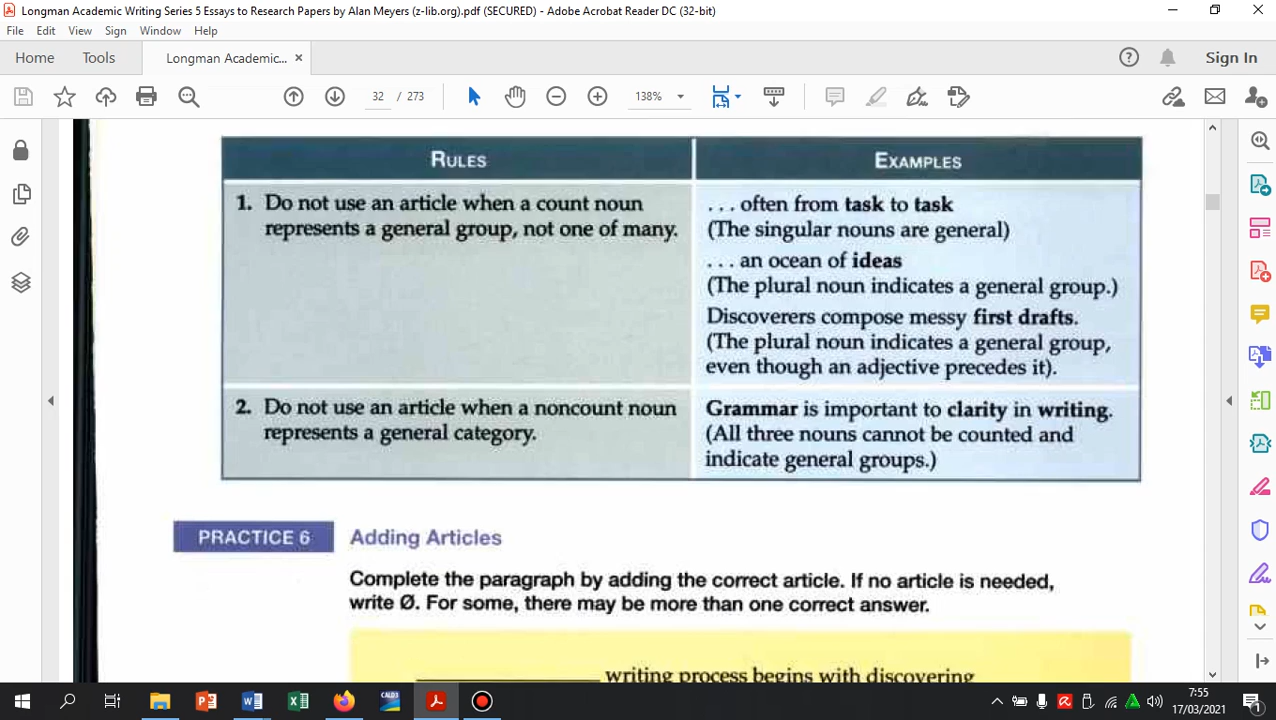 Longman Academic Writing Series 5 Essays to Research Papers by Alan Meyers (z-lib.org).pdf (SECURED) - Adobe Acrobat Reader DC (32-bit)
File Edit View Sign Window Help
Home Tools Longman Academic... × Sign In
32 / 273 138%
RULES EXAMPLES
1. Do not use an article when a count noun
represents a general group, not one of many.
. . . often from task to task
(The singular nouns are general)
. . . an ocean of ideas
(The plural noun indicates a general group.)
Discoverers compose messy first drafts.
(The plural noun indicates a general group,
even though an adjective precedes it).
2. Do not use an article when a noncount noun
represents a general category.
Grammar is important to clarity in writing.
(All three nouns cannot be counted and
indicate general groups.)
PRACTICE 6 Adding Articles
Complete the paragraph by adding the correct article. If no article is needed,
write Ø. For some, there may be more than one correct answer.
writing process begins with discovering
CALD3
7:55
17/03/2021
1